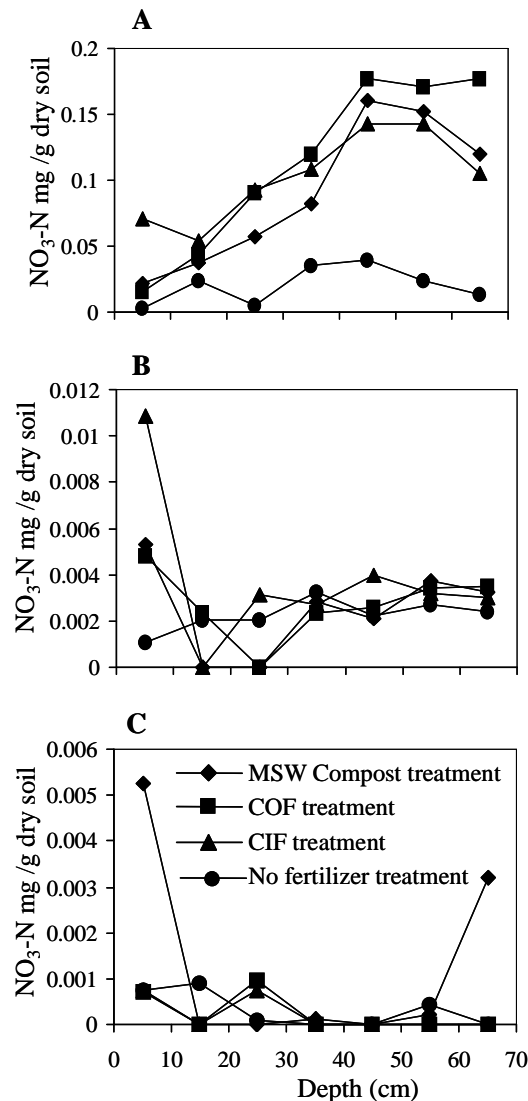 A
NO₃-N mg /g dry soil
0.2
0.15
0.1
0.05
0
B
NO₃-N mg /g dry soil
0.012
0.01
0.008
0.006
0.004
0.002
0
C
NO₃-N mg /g dry soil
0.006
0.005
0.004
0.003
0.002
0.001
0
MSW Compost treatment
COF treatment
CIF treatment
No fertilizer treatment
0 10 20 30 40 50 60 70
Depth (cm)